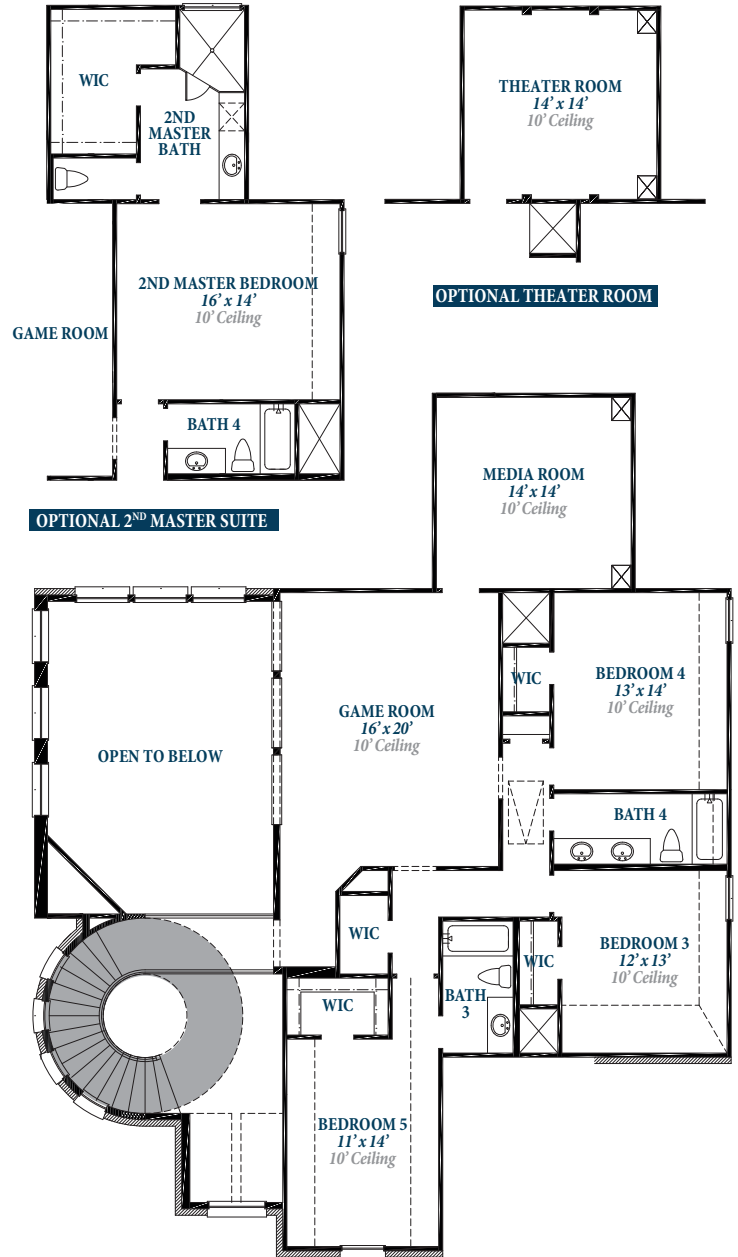 WIC
2ND
MASTER
BATH
2ND MASTER BEDROOM
16' x 14'
10' Ceiling
GAME ROOM
BATH 4
OPTIONAL 2ND MASTER SUITE
THEATER ROOM
14' x 14'
10' Ceiling
OPTIONAL THEATER ROOM
MEDIA ROOM
14' x 14'
10' Ceiling
OPEN TO BELOW
GAME ROOM
16' x 20'
10' Ceiling
WIC
BEDROOM 4
13' x 14'
10' Ceiling
BATH 4
WIC
WIC
BATH
3
WIC
BEDROOM 3
12' x 13'
10' Ceiling
BEDROOM 5
11' x 14'
10' Ceiling